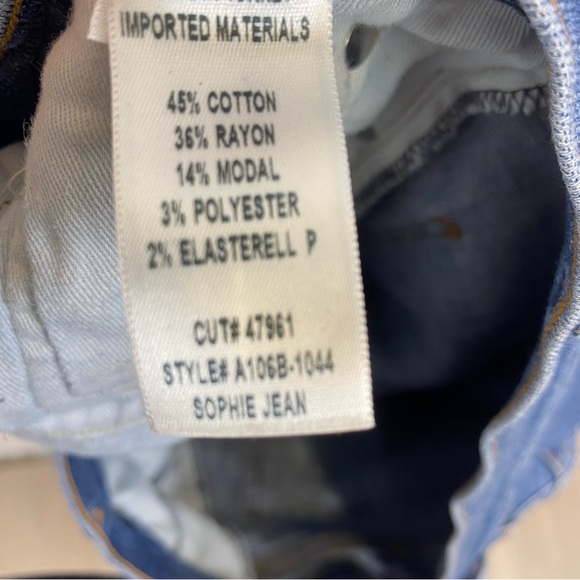 IMPORTED MATERIALS
45% COTTON
36% RAYON
14% MODAL
3% POLYESTER
2% ELASTERELL P
CUT# 47961
STYLE# A106B-1044
SOPHIE JEAN